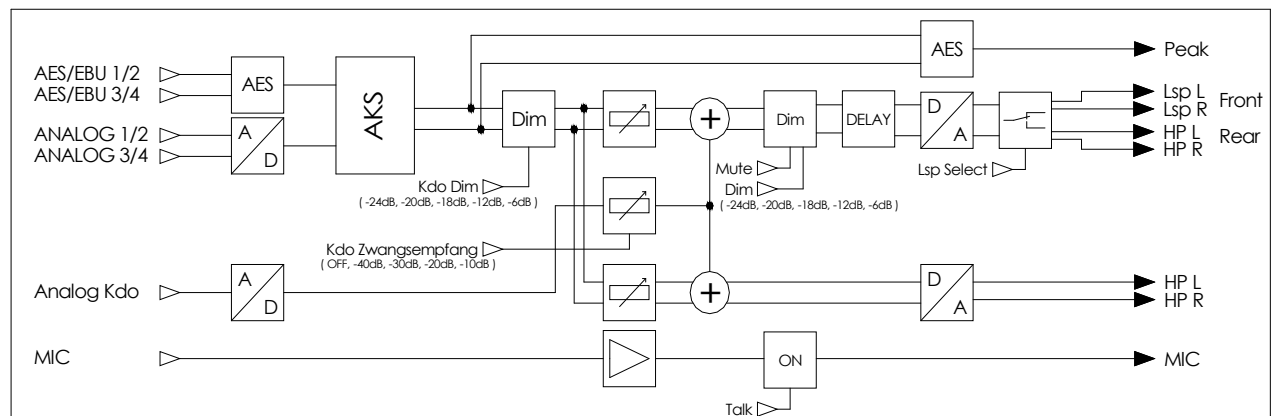 AES/EBU 1/2
AES/EBU 3/4
AES
ANALOG 1/2
ANALOG 3/4
A
D
AKS
Dim
Kdo Dim
( -24dB, -20dB, -18dB, -12dB, -6dB )
Kdo Zwangsempfang
( OFF, -40dB, -30dB, -20dB, -10dB )
+
Dim
Mute
Dim
( -24dB, -20dB, -18dB, -12dB, -6dB )
DELAY
D
A
Lsp Select
AES
Peak
Lsp L
Lsp R
Front
HP L
HP R
Rear
Analog Kdo
A
D
+
D
A
HP L
HP R
MIC
ON
Talk
MIC